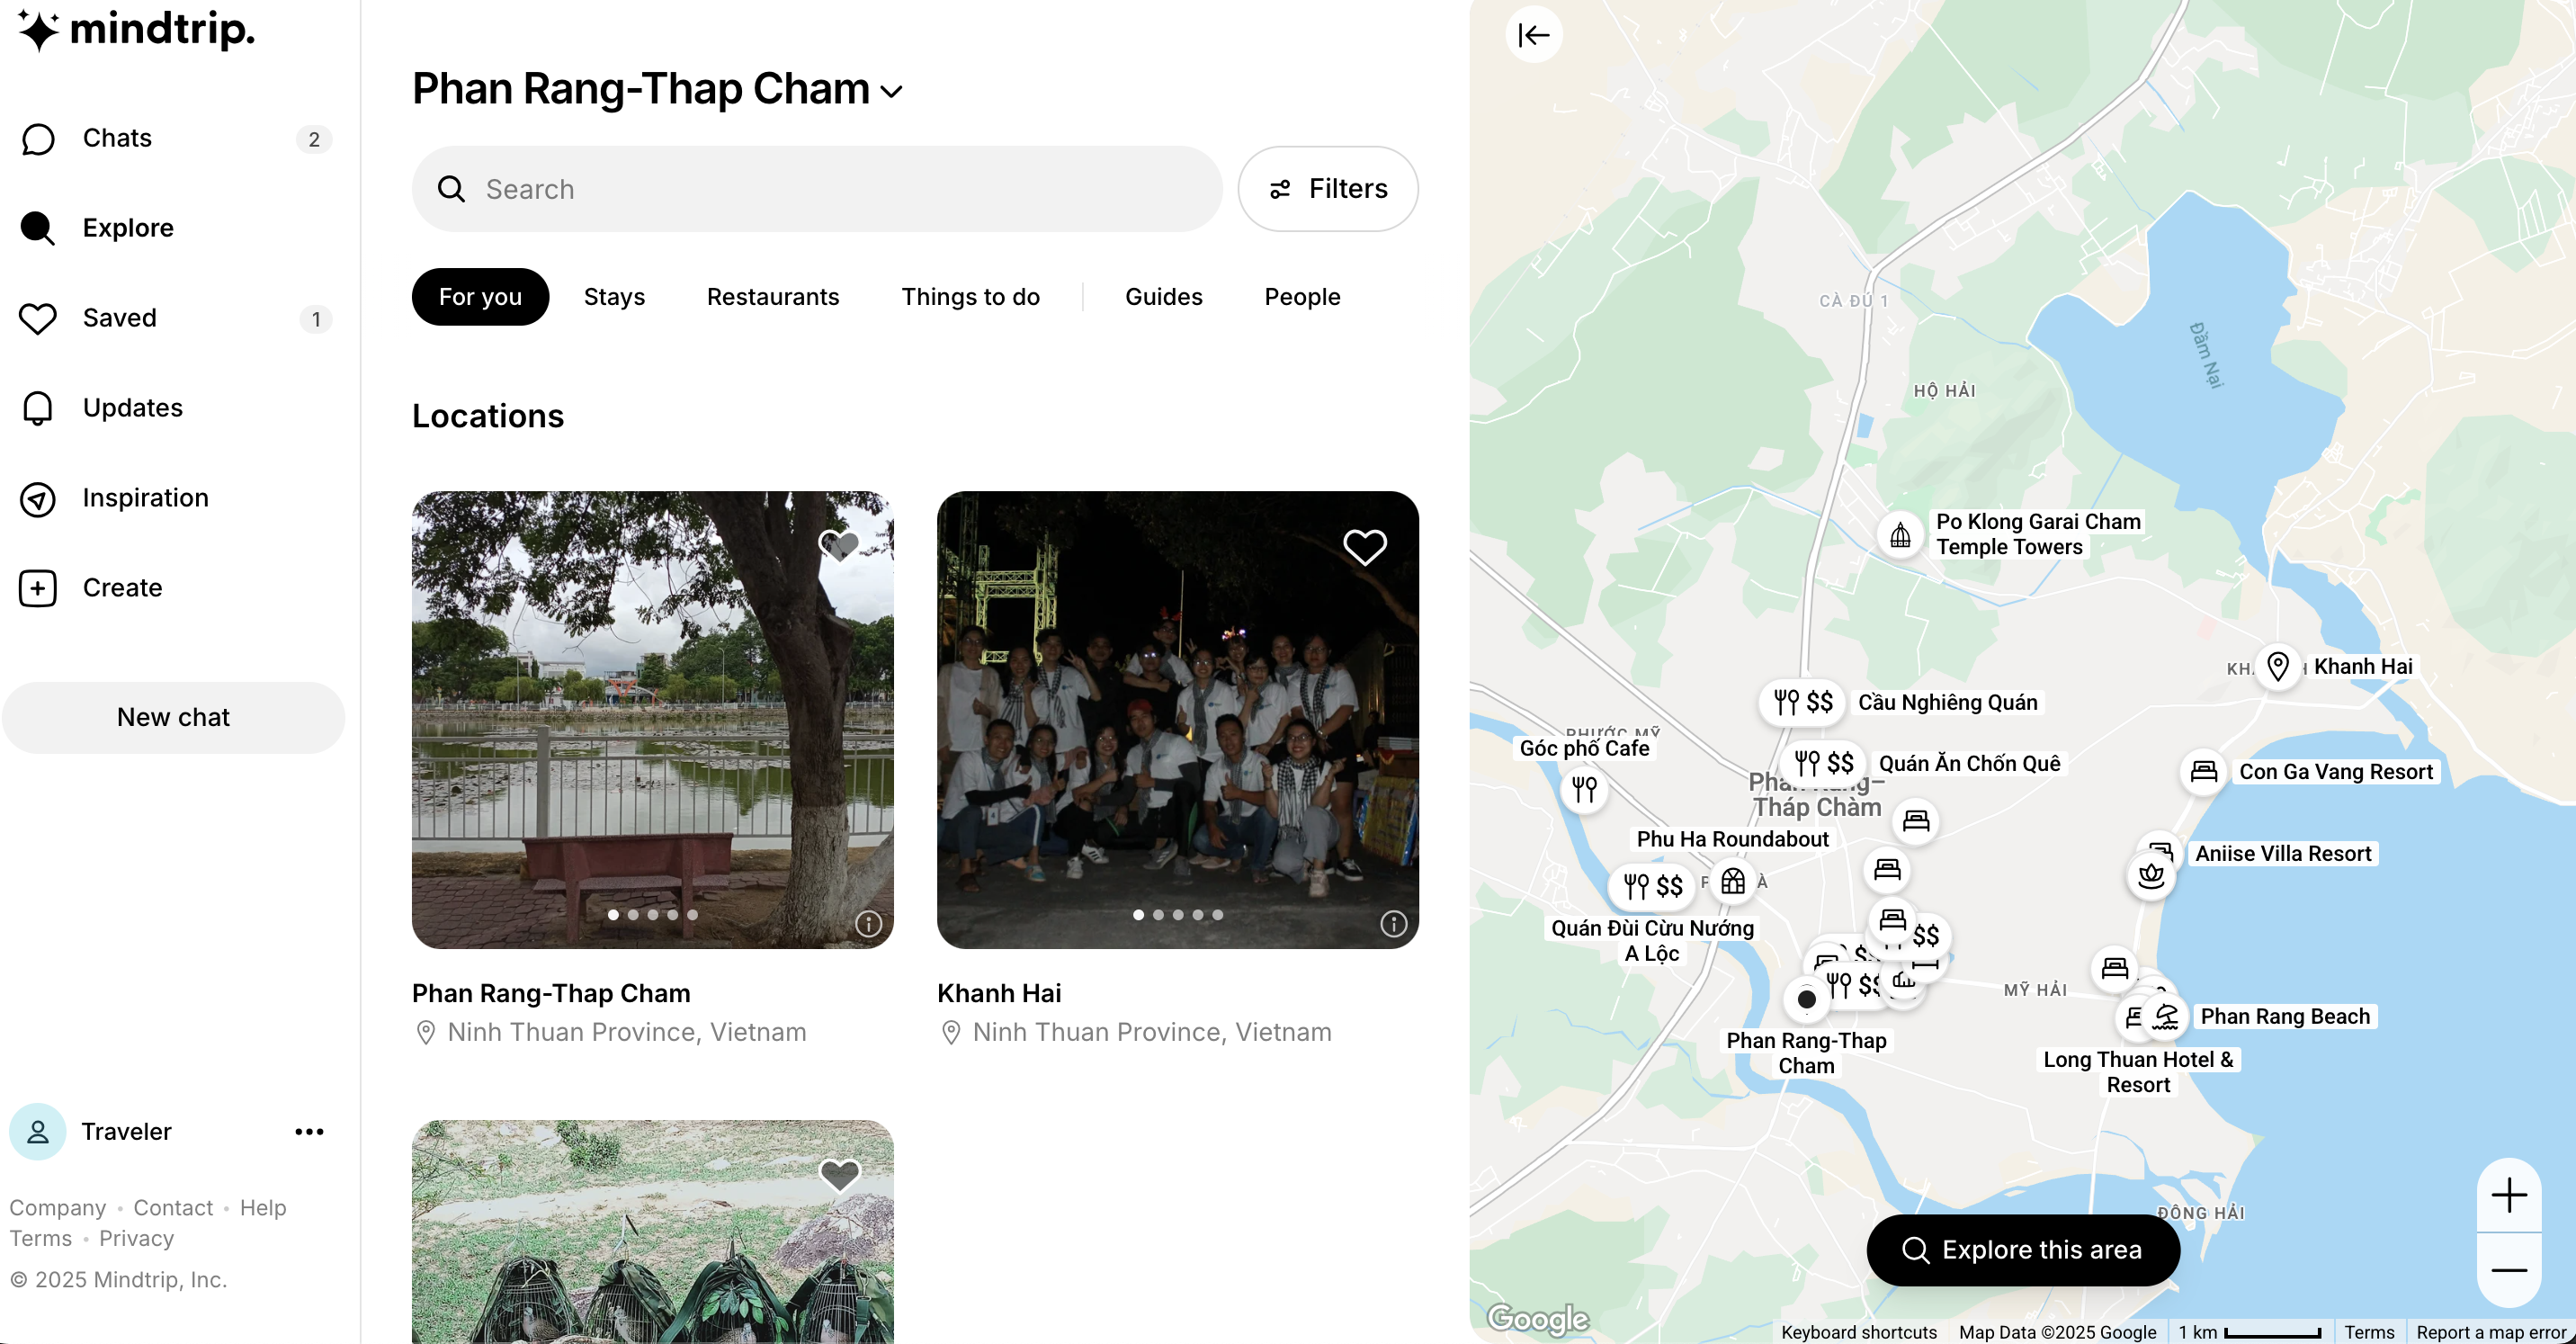 mindtrip.
Chats
2
Explore
Saved
1
Updates
Inspiration
Create
New chat
Traveler
Company • Contact • Help
Terms • Privacy
© 2025 Mindtrip, Inc.
Phan Rang-Thap Cham
Search
Filters
For you
Stays
Restaurants
Things to do
Guides
People
Locations
Phan Rang-Thap Cham
Ninh Thuan Province, Vietnam
Khanh Hai
Ninh Thuan Province, Vietnam
CÀ ĐÚ 1
Đầm Nại
HỘ HẢI
Po Klong Garai Cham
Temple Towers
Khanh Hai
$$
Cầu Nghiêng Quán
PHƯỚC MỸ
Góc phố Cafe
$$
Quán Ăn Chốn Quê
Tháp Chàm
Con Ga Vang Resort
Phu Ha Roundabout
Aniise Villa Resort
$$
Quán Đùi Cừu Nướng
A Lộc
$$
MỸ HẢI
Phan Rang-Thap
Cham
Phan Rang Beach
Long Thuan Hotel &
Resort
ĐÔNG HẢI
Explore this area
Google
Keyboard shortcuts
Map Data ©2025 Google
1 km
Terms
Report a map error